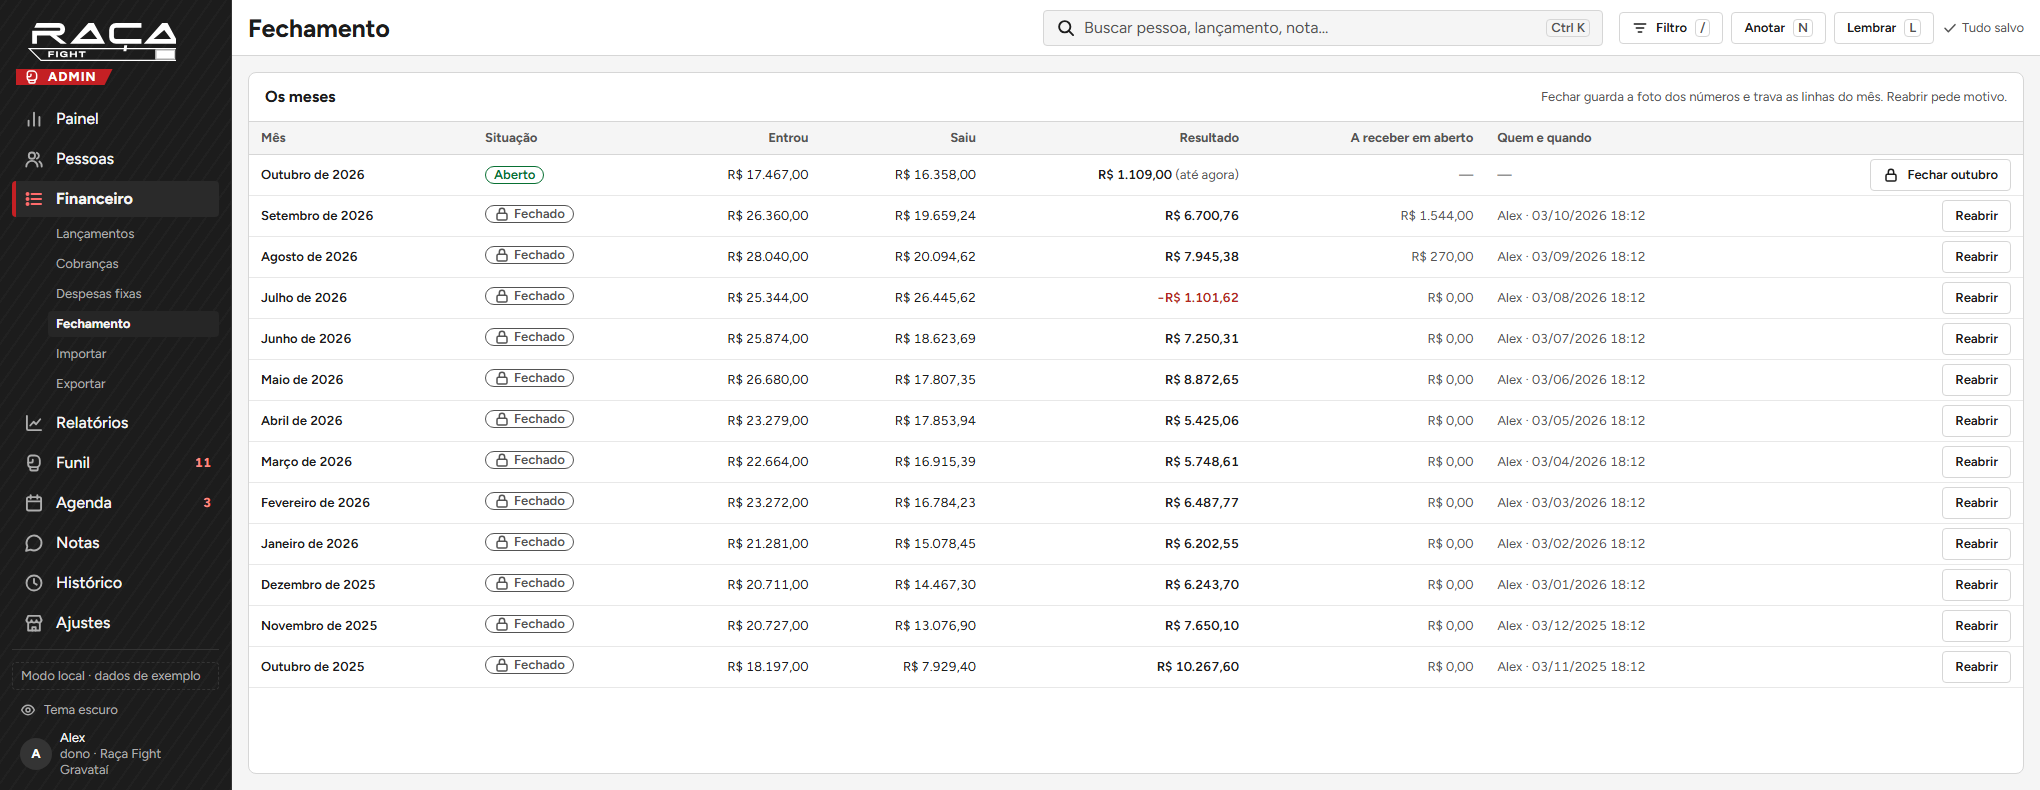 RAÇA
FIGHT
ADMIN
Painel
Pessoas
Financeiro
Lançamentos
Cobranças
Despesas fixas
Fechamento
Importar
Exportar
Relatórios
Funil 11
Agenda 3
Notas
Histórico
Ajustes
Modo local · dados de exemplo
Tema escuro
A
Alex
dono · Raça Fight
Gravataí
Fechamento
Buscar pessoa, lançamento, nota... Ctrl K
Filtro /
Anotar N
Lembrar L
Tudo salvo
Os meses
Fechar guarda a foto dos números e trava as linhas do mês. Reabrir pede motivo.
Mês Situação Entrou Saiu Resultado A receber em aberto Quem e quando
Outubro de 2026 Aberto R$ 17.467,00 R$ 16.358,00 R$ 1.109,00 (até agora) — — Fechar outubro
Setembro de 2026 Fechado R$ 26.360,00 R$ 19.659,24 R$ 6.700,76 R$ 1.544,00 Alex · 03/10/2026 18:12 Reabrir
Agosto de 2026 Fechado R$ 28.040,00 R$ 20.094,62 R$ 7.945,38 R$ 270,00 Alex · 03/09/2026 18:12 Reabrir
Julho de 2026 Fechado R$ 25.344,00 R$ 26.445,62 -R$ 1.101,62 R$ 0,00 Alex · 03/08/2026 18:12 Reabrir
Junho de 2026 Fechado R$ 25.874,00 R$ 18.623,69 R$ 7.250,31 R$ 0,00 Alex · 03/07/2026 18:12 Reabrir
Maio de 2026 Fechado R$ 26.680,00 R$ 17.807,35 R$ 8.872,65 R$ 0,00 Alex · 03/06/2026 18:12 Reabrir
Abril de 2026 Fechado R$ 23.279,00 R$ 17.853,94 R$ 5.425,06 R$ 0,00 Alex · 03/05/2026 18:12 Reabrir
Março de 2026 Fechado R$ 22.664,00 R$ 16.915,39 R$ 5.748,61 R$ 0,00 Alex · 03/04/2026 18:12 Reabrir
Fevereiro de 2026 Fechado R$ 23.272,00 R$ 16.784,23 R$ 6.487,77 R$ 0,00 Alex · 03/03/2026 18:12 Reabrir
Janeiro de 2026 Fechado R$ 21.281,00 R$ 15.078,45 R$ 6.202,55 R$ 0,00 Alex · 03/02/2026 18:12 Reabrir
Dezembro de 2025 Fechado R$ 20.711,00 R$ 14.467,30 R$ 6.243,70 R$ 0,00 Alex · 03/01/2026 18:12 Reabrir
Novembro de 2025 Fechado R$ 20.727,00 R$ 13.076,90 R$ 7.650,10 R$ 0,00 Alex · 03/12/2025 18:12 Reabrir
Outubro de 2025 Fechado R$ 18.197,00 R$ 7.929,40 R$ 10.267,60 R$ 0,00 Alex · 03/11/2025 18:12 Reabrir